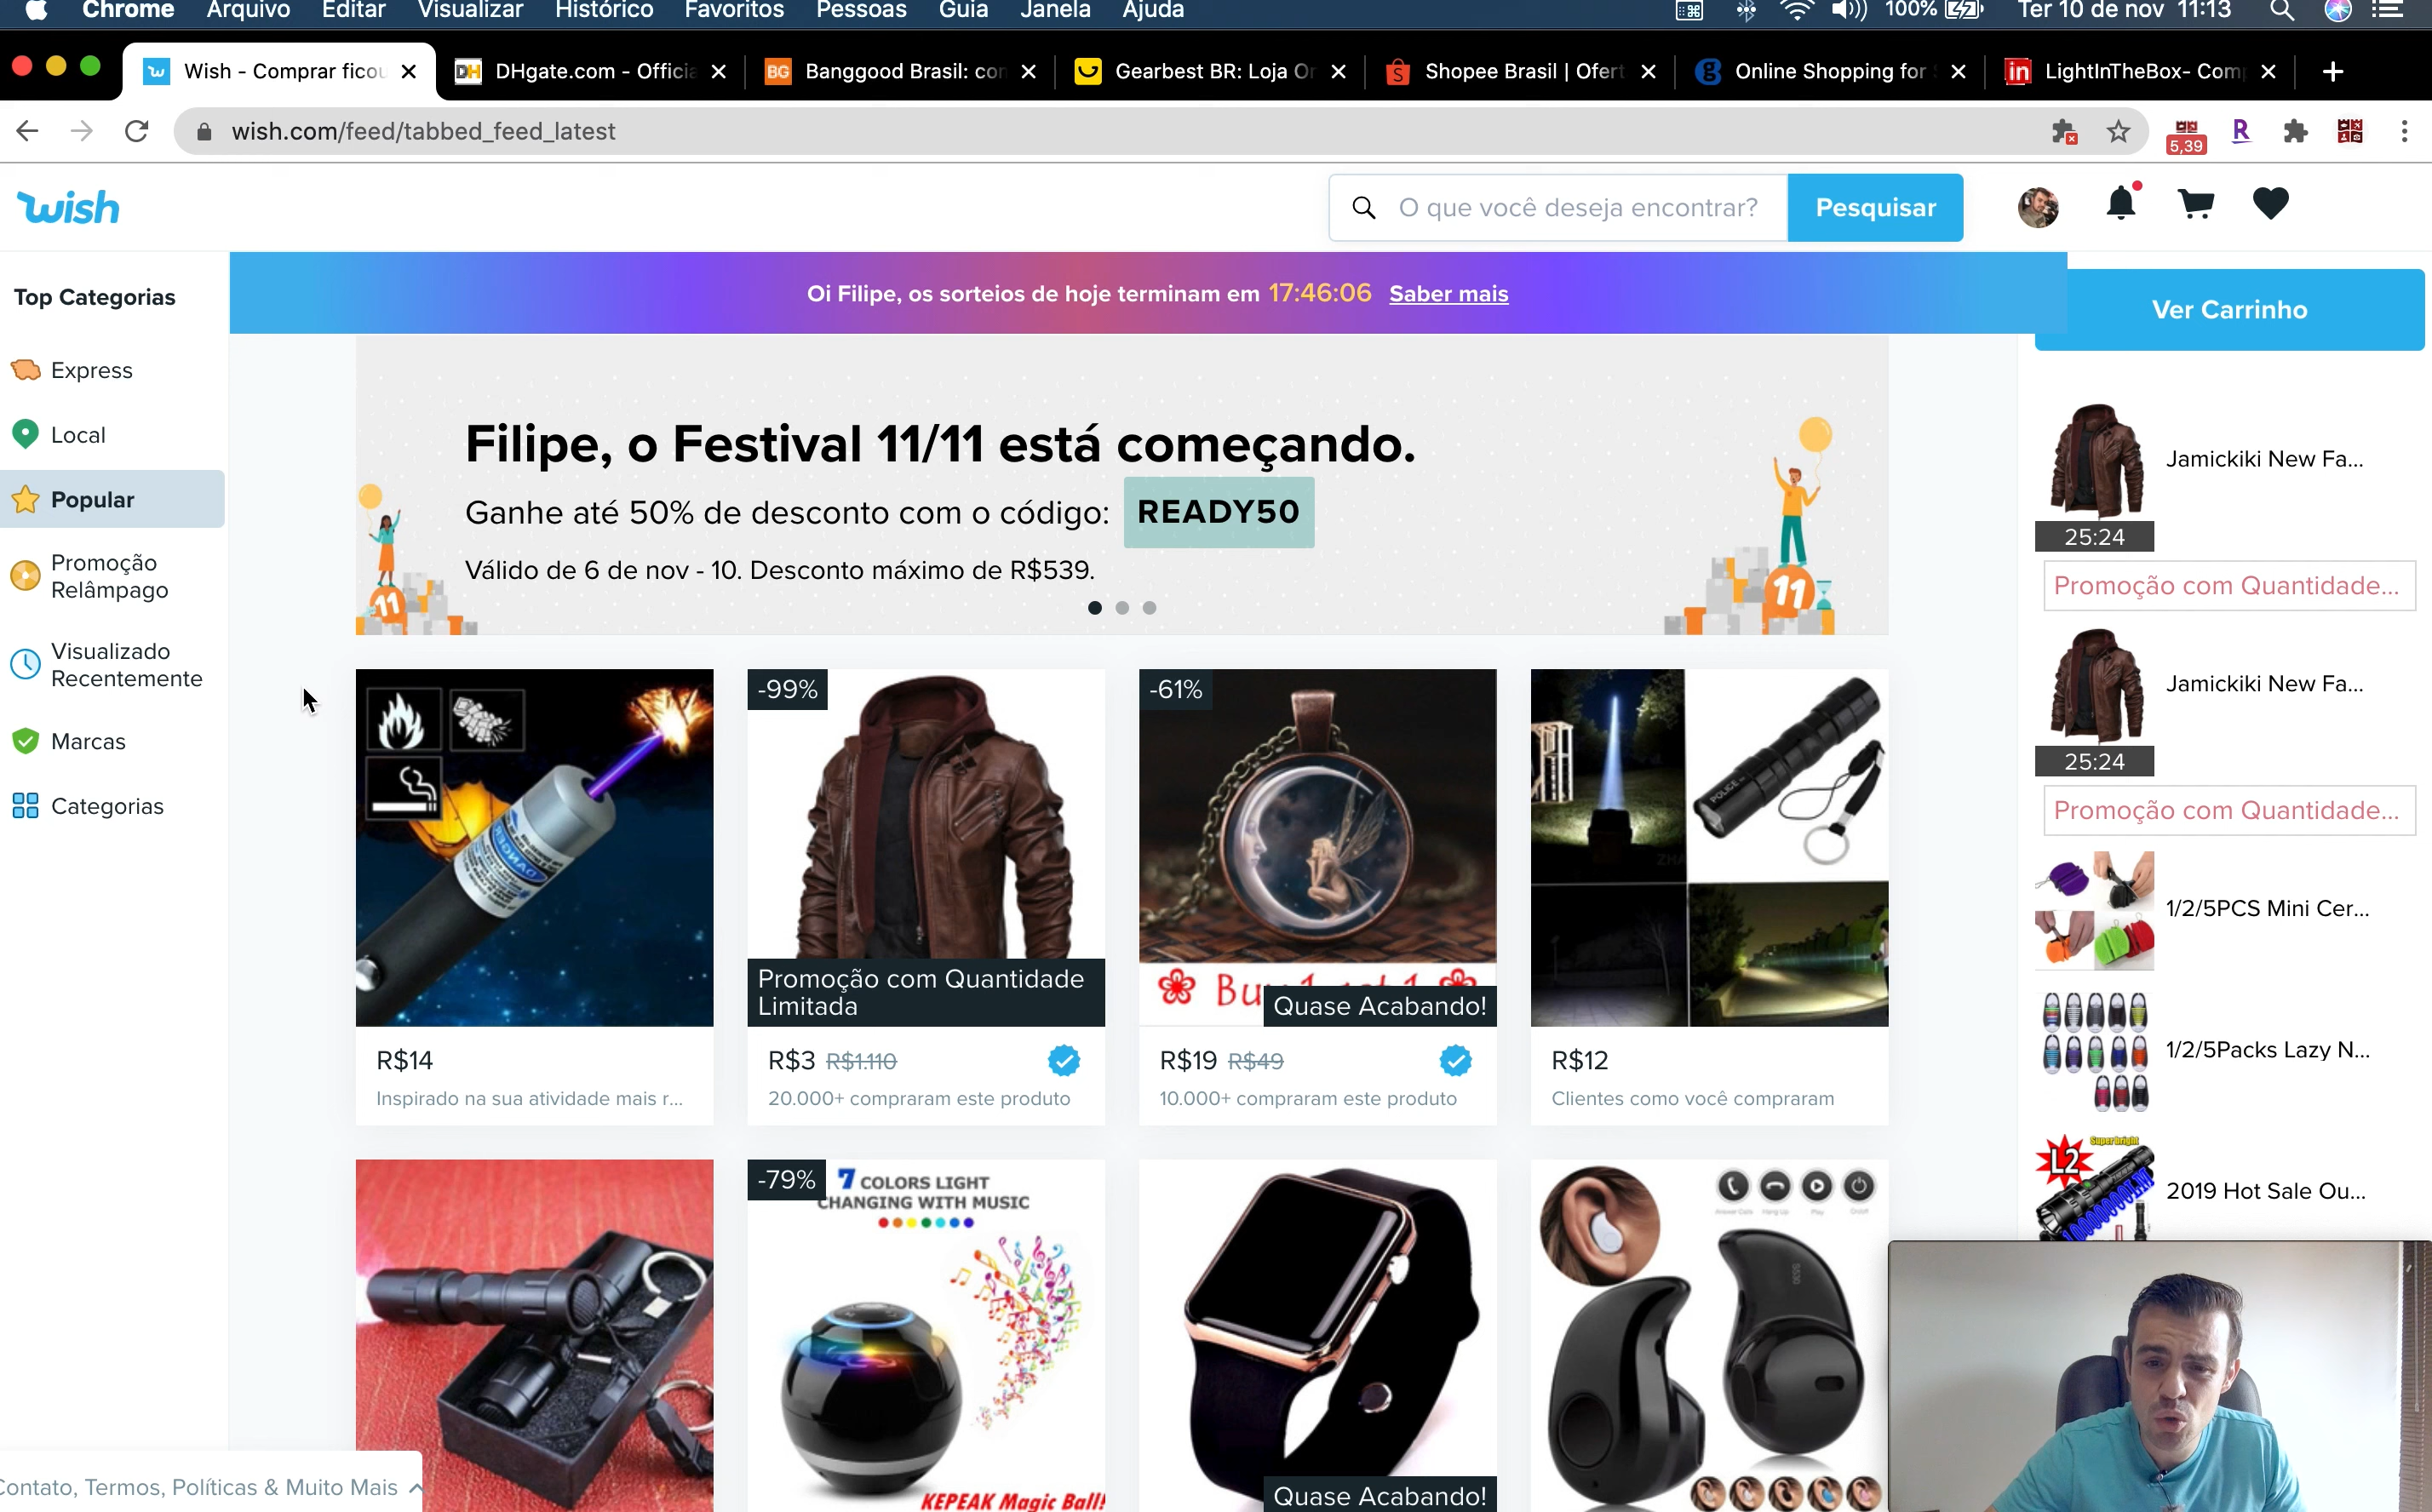 Chrome Arquivo Editar Visualizar Histórico Favoritos Pessoas Guia Janela Ajuda 100% Ter 10 de nov 11:13
Wish - Comprar ficou DHgate.com - Officia Banggood Brasil: con Gearbest BR: Loja On Shopee Brasil | Ofert Online Shopping for LightInTheBox- Com
wish.com/feed/tabbed_feed_latest
5,39
wish
O que você deseja encontrar?
Pesquisar
Top Categorias
Express
Local
Popular
Promoção
Relâmpago
Visualizado
Recentemente
Marcas
Categorias
Oi Filipe, os sorteios de hoje terminam em 17:46:06 Saber mais
Filipe, o Festival 11/11 está começando.
Ganhe até 50% de desconto com o código: READY50
Válido de 6 de nov - 10. Desconto máximo de R$539.
11
11
DANGER
R$14
Inspirado na sua atividade mais r...
-99%
Promoção com Quantidade
Limitada
R$3 R$1.110
20.000+ compraram este produto
-61%
Quase Acabando!
R$19 R$49
10.000+ compraram este produto
POLICE
R$12
Clientes como você compraram
-79%
7 COLORS LIGHT
CHANGING WITH MUSIC
KEPEAK Magic Ball!
Quase Acabando!
Ver Carrinho
Jamickiki New Fa...
25:24
Promoção com Quantidade...
Jamickiki New Fa...
25:24
Promoção com Quantidade...
1/2/5PCS Mini Cer...
1/2/5Packs Lazy N...
Super bright
L2
2019 Hot Sale Ou...
Contato, Termos, Políticas & Muito Mais